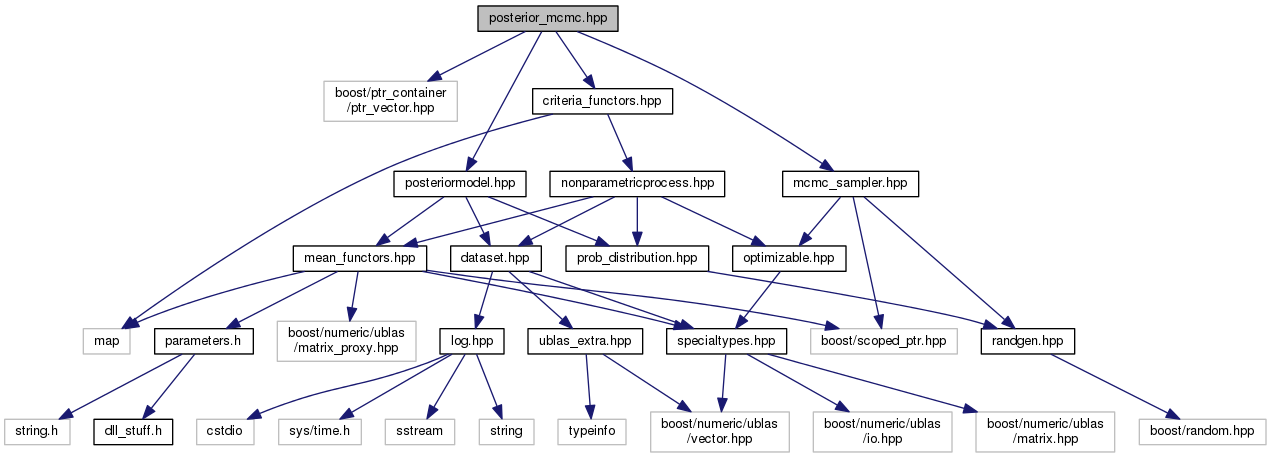 posterior_mcmc.hpp
boost/ptr_container
/ptr_vector.hpp
criteria_functors.hpp
posteriormodel.hpp
nonparametricprocess.hpp
mcmc_sampler.hpp
mean_functors.hpp
dataset.hpp
prob_distribution.hpp
optimizable.hpp
map
parameters.h
boost/numeric/ublas
/matrix_proxy.hpp
log.hpp
ublas_extra.hpp
specialtypes.hpp
boost/scoped_ptr.hpp
randgen.hpp
string.h
dll_stuff.h
cstdio
sys/time.h
sstream
string
typeinfo
boost/numeric/ublas
/vector.hpp
boost/numeric/ublas
/io.hpp
boost/numeric/ublas
/matrix.hpp
boost/random.hpp